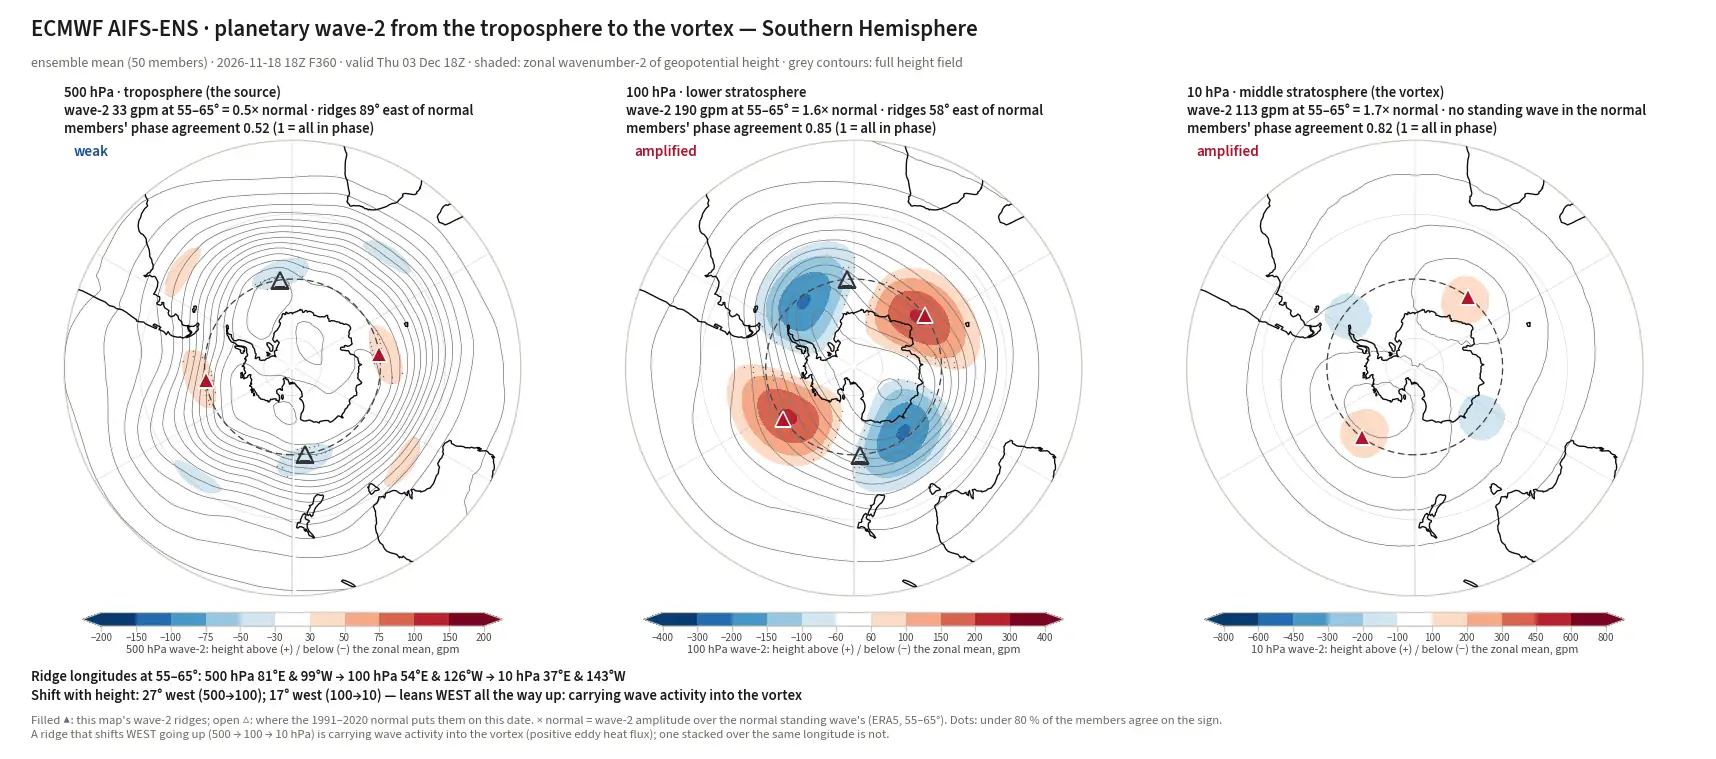 ECMWF AIFS-ENS · planetary wave-2 from the troposphere to the vortex — Southern Hemisphere
ensemble mean (50 members) · 2026-11-18 18Z F360 · valid Thu 03 Dec 18Z · shaded: zonal wavenumber-2 of geopotential height · grey contours: full height field
500 hPa · troposphere (the source)
wave-2 33 gpm at 55–65° = 0.5× normal · ridges 89° east of normal
members' phase agreement 0.52 (1 = all in phase)
weak
100 hPa · lower stratosphere
wave-2 190 gpm at 55–65° = 1.6× normal · ridges 58° east of normal
members' phase agreement 0.85 (1 = all in phase)
amplified
10 hPa · middle stratosphere (the vortex)
wave-2 113 gpm at 55–65° = 1.7× normal · no standing wave in the normal
members' phase agreement 0.82 (1 = all in phase)
amplified
−200 −150 −100 −75 −50 −30 30 50 75 100 150 200
500 hPa wave-2: height above (+) / below (−) the zonal mean, gpm
−400 −300 −200 −150 −100 −60 60 100 150 200 300 400
100 hPa wave-2: height above (+) / below (−) the zonal mean, gpm
−800 −600 −450 −300 −200 −100 100 200 300 450 600 800
10 hPa wave-2: height above (+) / below (−) the zonal mean, gpm
Ridge longitudes at 55–65°: 500 hPa 81°E & 99°W → 100 hPa 54°E & 126°W → 10 hPa 37°E & 143°W
Shift with height: 27° west (500→100); 17° west (100→10) — leans WEST all the way up: carrying wave activity into the vortex
Filled ▲: this map's wave-2 ridges; open △: where the 1991–2020 normal puts them on this date. × normal = wave-2 amplitude over the normal standing wave's (ERA5, 55–65°). Dots: under 80 % of the members agree on the sign.
A ridge that shifts WEST going up (500 → 100 → 10 hPa) is carrying wave activity into the vortex (positive eddy heat flux); one stacked over the same longitude is not.